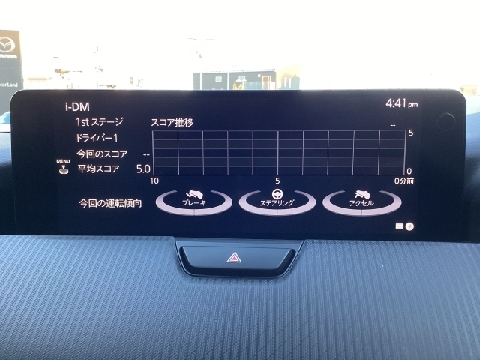 i-DM
4:41pm
1stステージ
スコア推移
--
5
ドライバー1
今回のスコア --
MENU
平均スコア 5.0
0
10 5 0分前
今回の運転傾向
ブレーキ
ステアリング
アクセル